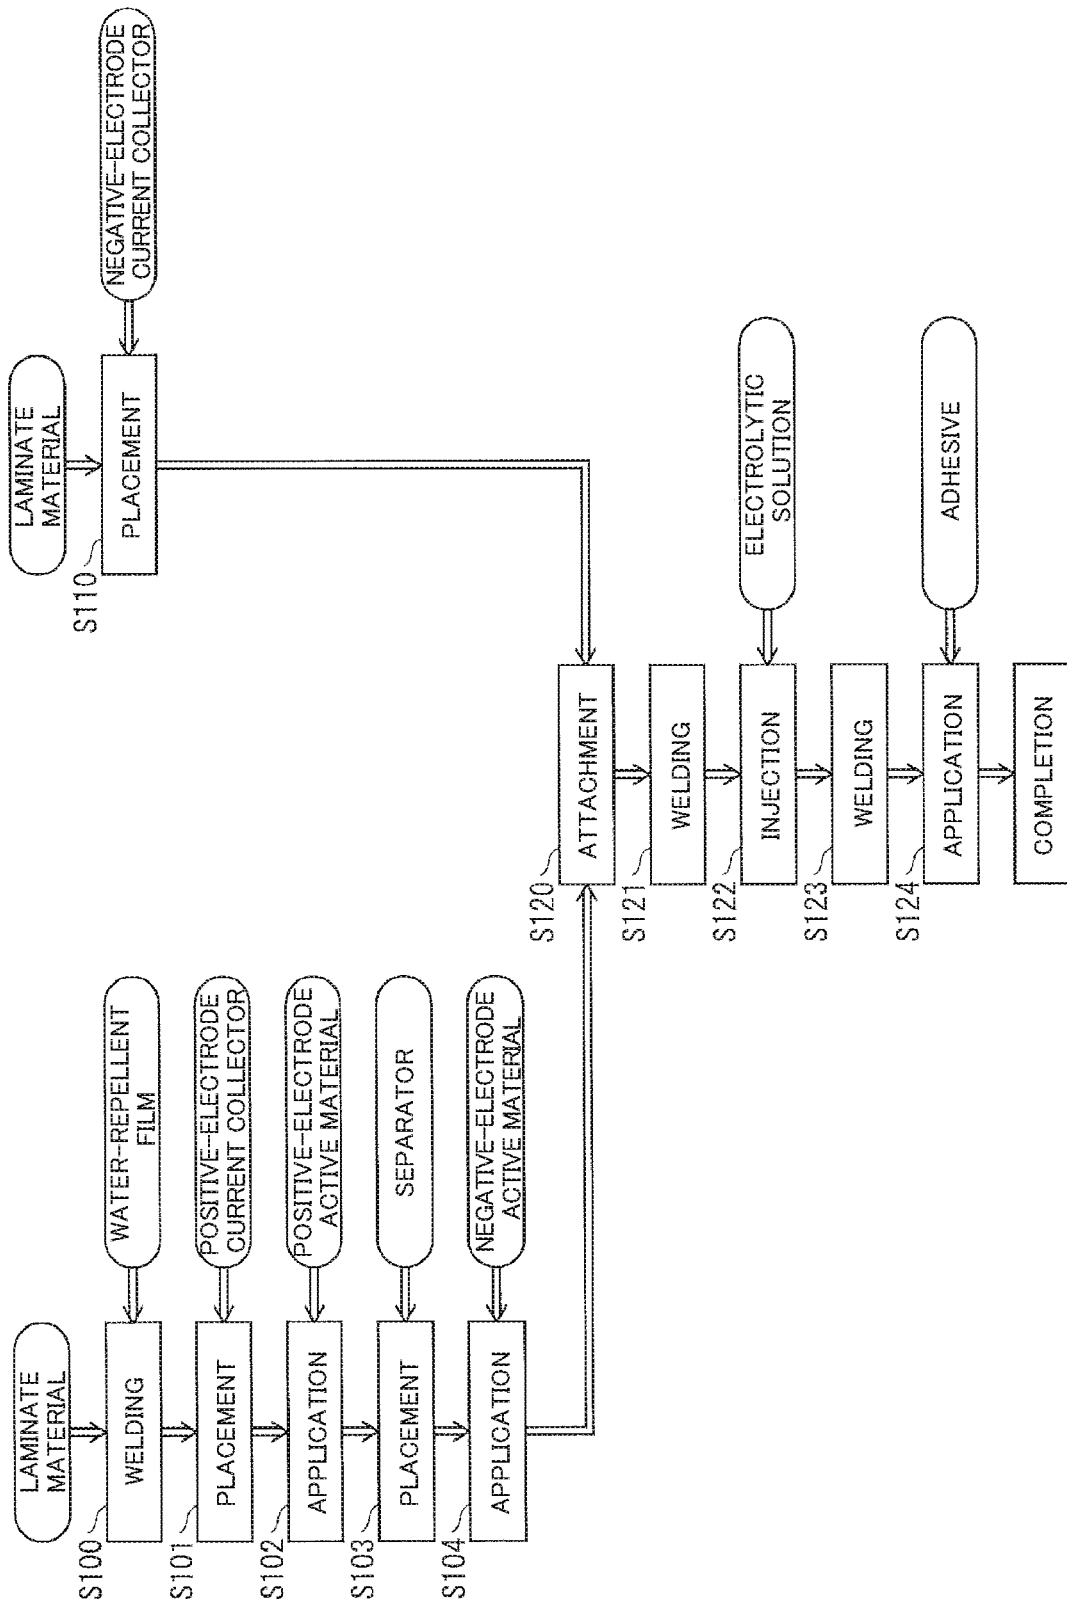 LAMINATE
MATERIAL
S100
WELDING
WATER-REPELLENT
FILM
S101
PLACEMENT
POSITIVE-ELECTRODE
CURRENT COLLECTOR
S102
APPLICATION
POSITIVE-ELECTRODE
ACTIVE MATERIAL
S103
PLACEMENT
SEPARATOR
S104
APPLICATION
NEGATIVE-ELECTRODE
ACTIVE MATERIAL
LAMINATE
MATERIAL
S110
PLACEMENT
NEGATIVE-ELECTRODE
CURRENT COLLECTOR
S120
ATTACHMENT
S121
WELDING
S122
INJECTION
ELECTROLYTIC
SOLUTION
S123
WELDING
S124
APPLICATION
ADHESIVE
COMPLETION